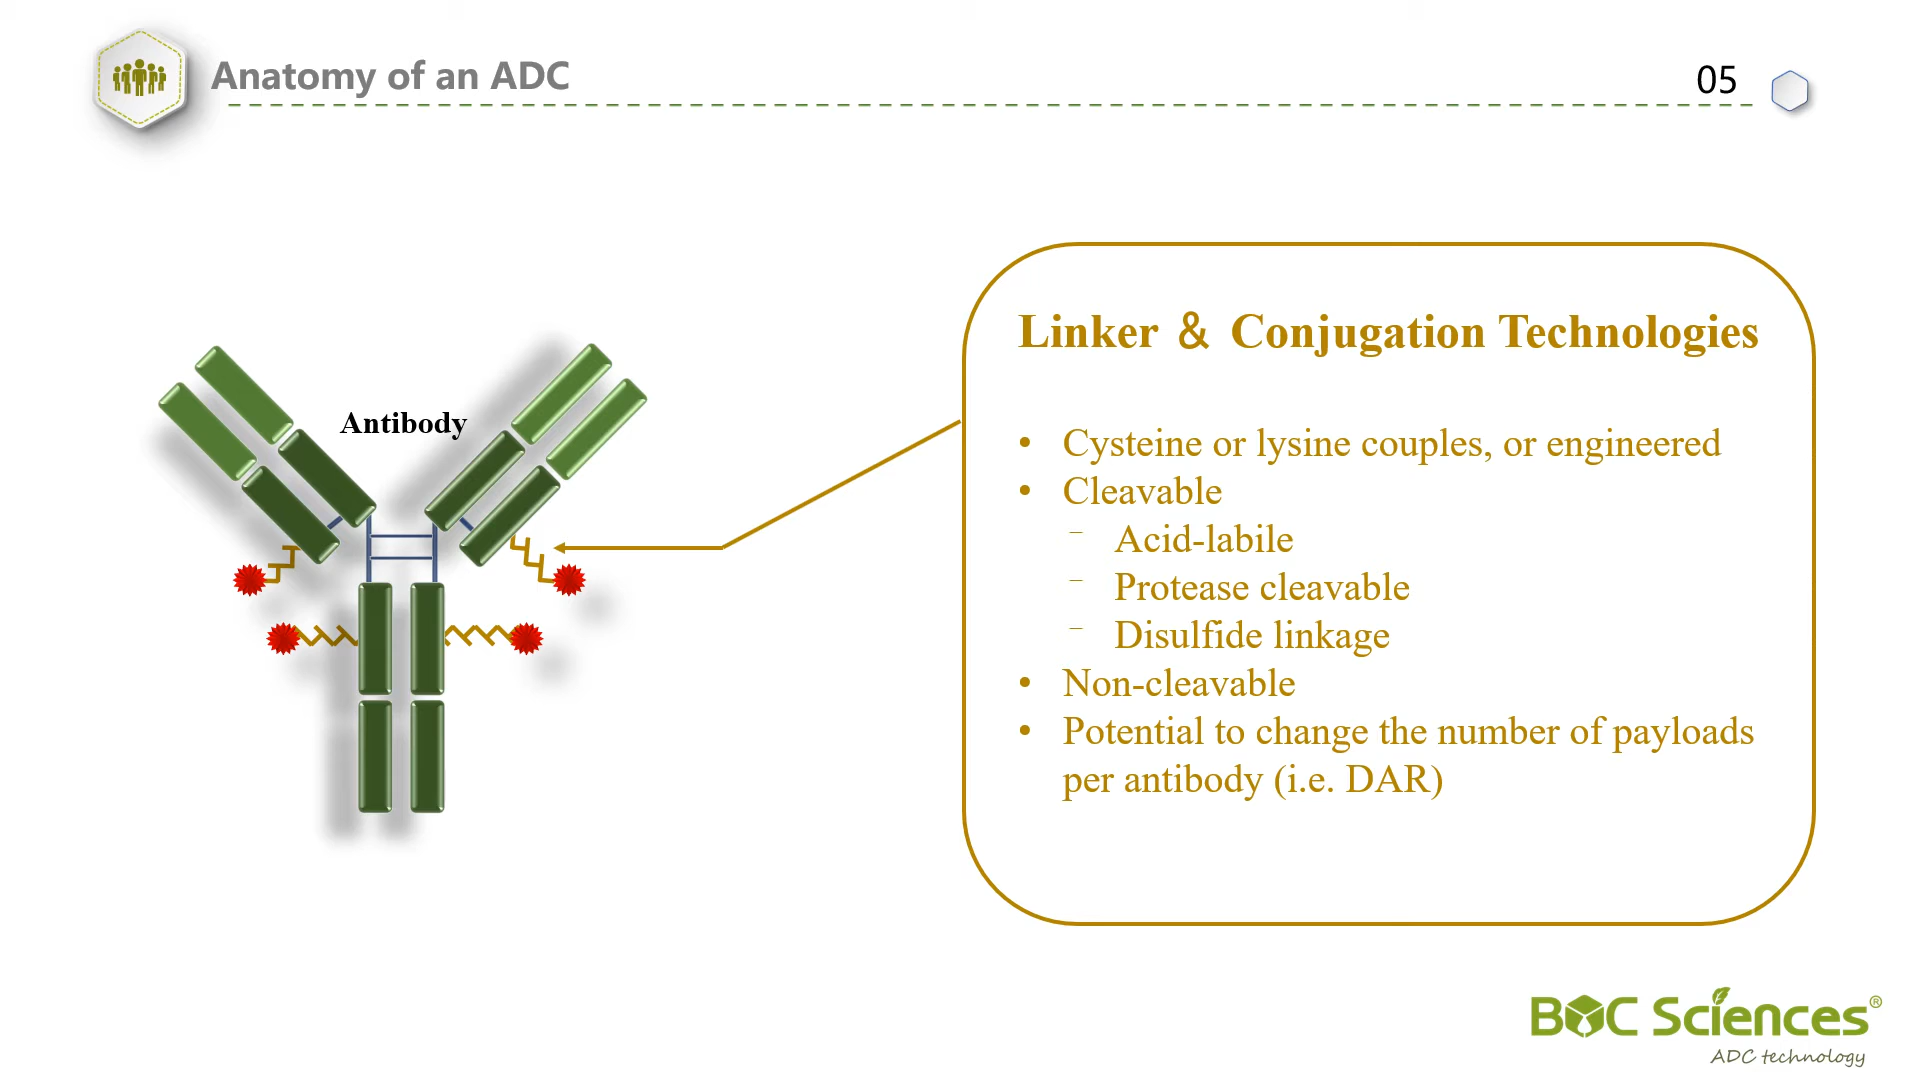 Anatomy of an ADC
05
Antibody
Linker & Conjugation Technologies
• Cysteine or lysine couples, or engineered
• Cleavable
– Acid-labile
– Protease cleavable
– Disulfide linkage
• Non-cleavable
• Potential to change the number of payloads
per antibody (i.e. DAR)
BOC Sciences®
ADC technology